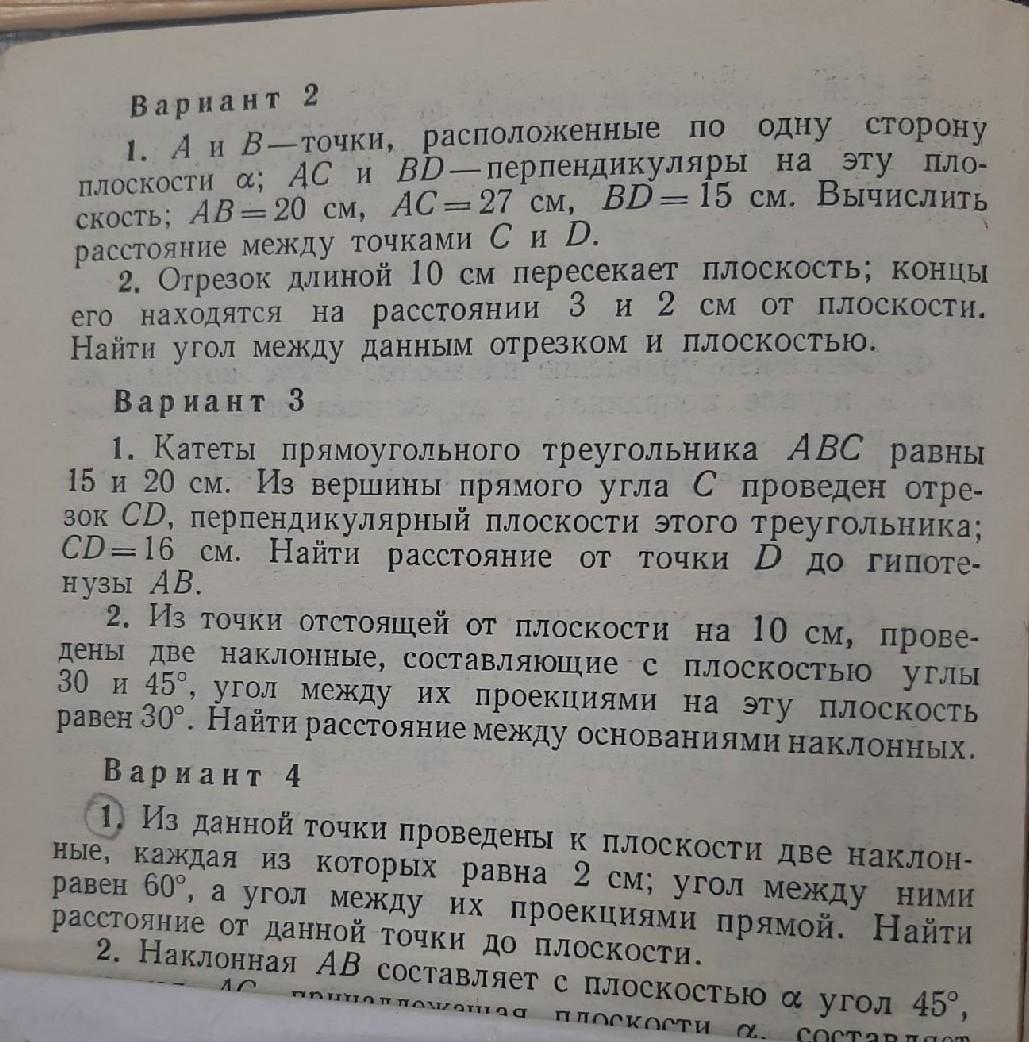 Вариант 2
1. A и B—точки, расположенные по одну сторону
плоскости α; AC и BD—перпендикуляры на эту пло-
скость; AB=20 см, AC=27 см, BD=15 см. Вычислить
расстояние между точками C и D.
2. Отрезок длиной 10 см пересекает плоскость; концы
его находятся на расстоянии 3 и 2 см от плоскости.
Найти угол между данным отрезком и плоскостью.
Вариант 3
1. Катеты прямоугольного треугольника ABC равны
15 и 20 см. Из вершины прямого угла C проведен отре-
зок CD, перпендикулярный плоскости этого треугольника;
CD=16 см. Найти расстояние от точки D до гипоте-
нузы AB.
2. Из точки отстоящей от плоскости на 10 см, прове-
дены две наклонные, составляющие с плоскостью углы
30 и 45°, угол между их проекциями на эту плоскость
равен 30°. Найти расстояние между основаниями наклонных.
Вариант 4
1. Из данной точки проведены к плоскости две наклон-
ные, каждая из которых равна 2 см; угол между ними
равен 60°, а угол между их проекциями прямой. Найти
расстояние от данной точки до плоскости.
2. Наклонная AB составляет с плоскостью α угол 45°,
AC, принадлежащая плоскости α, составляет